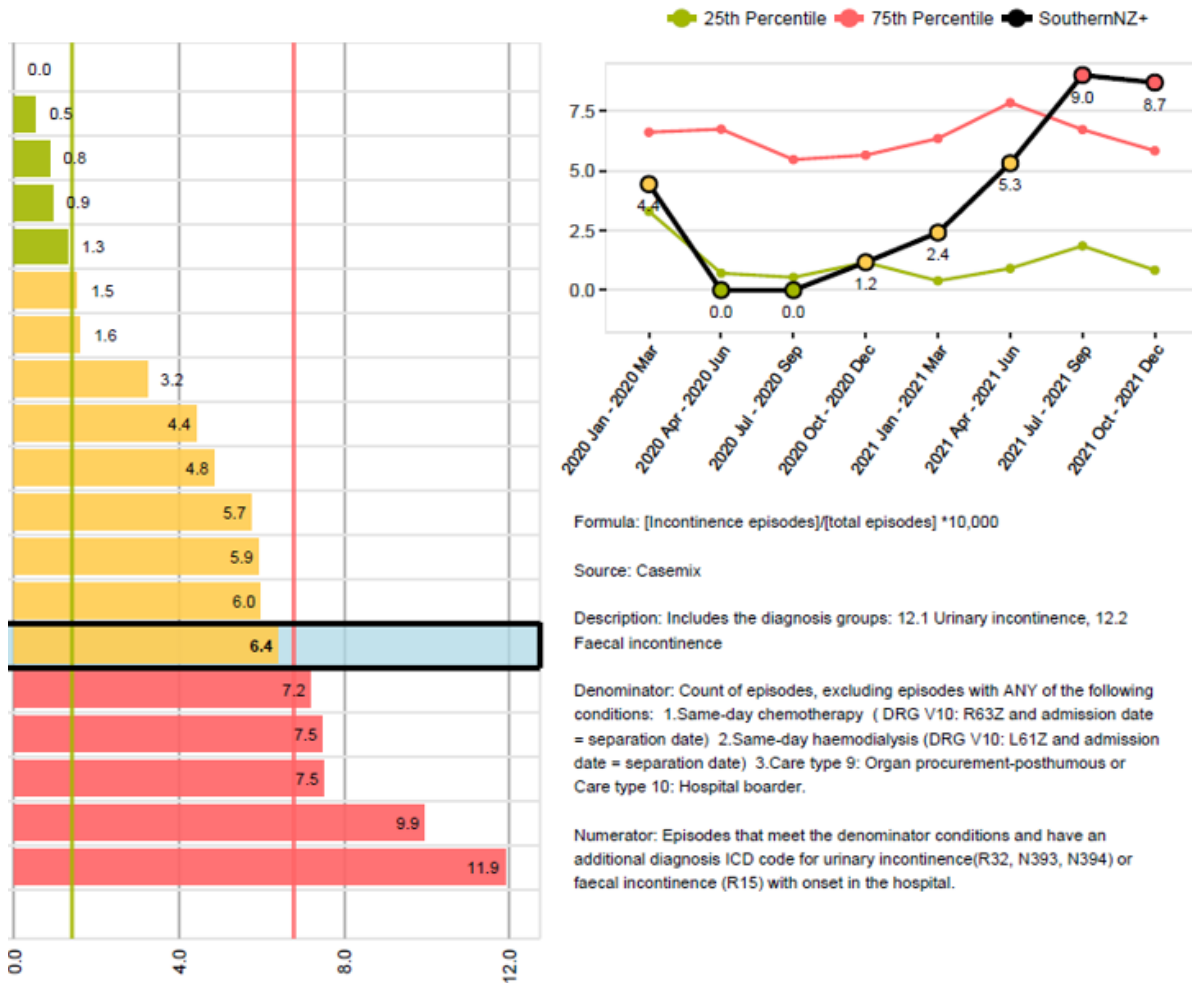 25th Percentile 75th Percentile SouthernNZ+
0.0
0.5
0.8
0.9
1.3
1.5
1.6
3.2
4.4
4.8
5.7
5.9
6.0
6.4
7.2
7.5
7.5
9.9
11.9
0.0 4.0 8.0 12.0
7.5
5.0
2.5
0.0
4.4
0.0
0.0
1.2
2.4
5.3
9.0
8.7
2020 Jan - 2020 Mar
2020 Apr - 2020 Jun
2020 Jul - 2020 Sep
2020 Oct - 2020 Dec
2021 Jan - 2021 Mar
2021 Apr - 2021 Jun
2021 Jul - 2021 Sep
2021 Oct - 2021 Dec
Formula: [Incontinence episodes]/[total episodes] *10,000
Source: Casemix
Description: Includes the diagnosis groups: 12.1 Urinary incontinence, 12.2
Faecal incontinence
Denominator: Count of episodes, excluding episodes with ANY of the following
conditions: 1.Same-day chemotherapy ( DRG V10: R63Z and admission date
= separation date) 2.Same-day haemodialysis (DRG V10: L61Z and admission
date = separation date) 3.Care type 9: Organ procurement-posthumous or
Care type 10: Hospital boarder.
Numerator: Episodes that meet the denominator conditions and have an
additional diagnosis ICD code for urinary incontinence(R32, N393, N394) or
faecal incontinence (R15) with onset in the hospital.